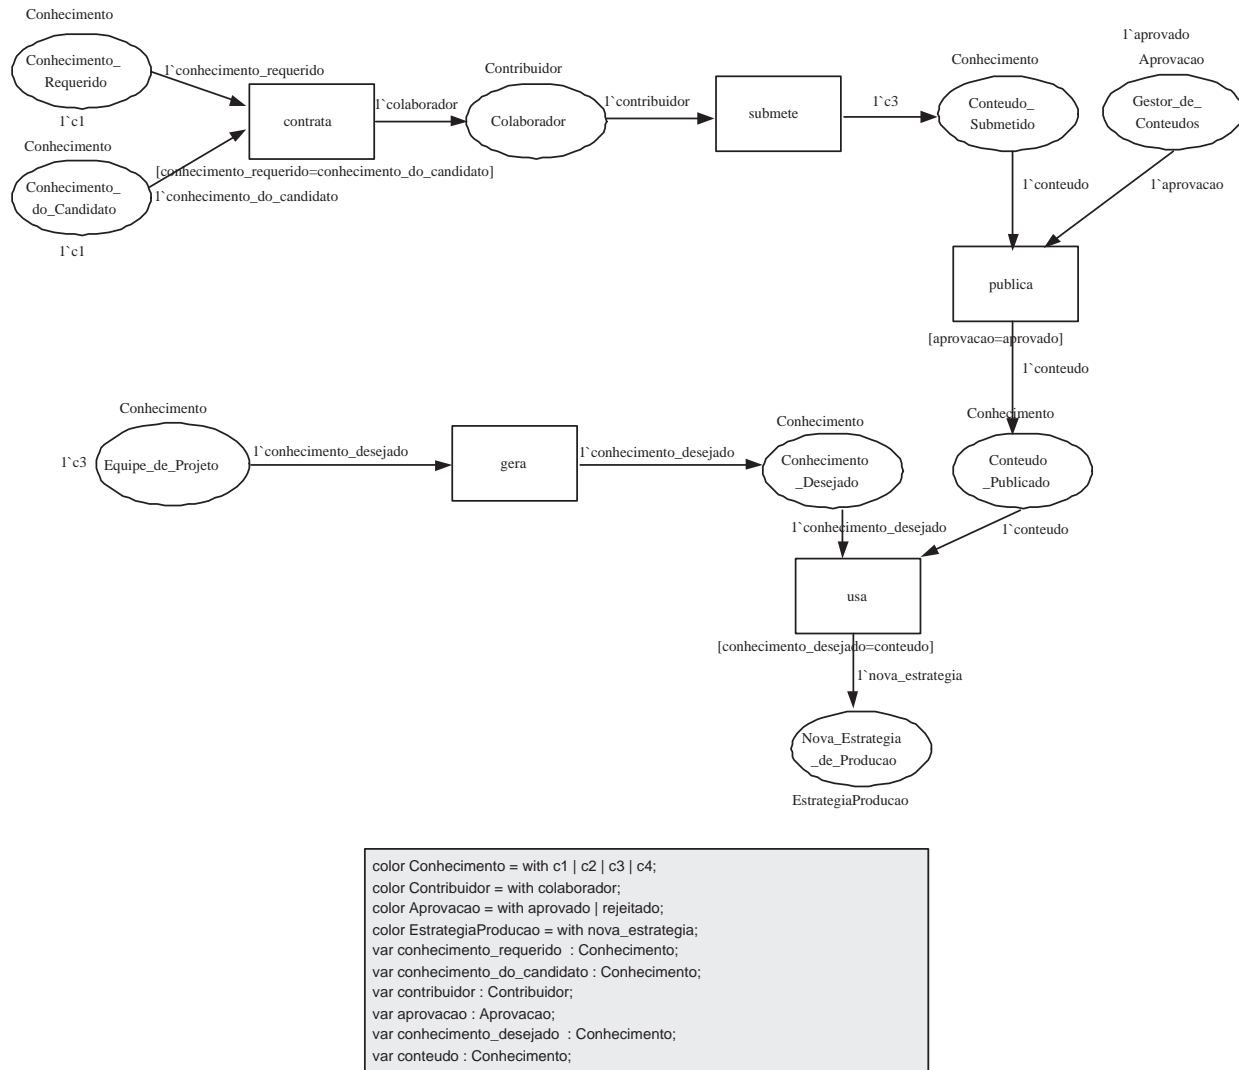 Conhecimento
Conhecimento_
Requerido
1`c1
1`conhecimento_requerido
Conhecimento
Conhecimento_
do_Candidato
1`c1
1`conhecimento_do_candidato
contrata
[conhecimento_requerido=conhecimento_do_candidato]
1`colaborador
Contribuidor
Colaborador
1`contribuidor
submete
1`c3
Conhecimento
Conteudo_
Submetido
1`aprovado
Aprovacao
Gestor_de_
Conteudos
1`conteudo
1`aprovacao
publica
[aprovacao=aprovado]
1`conteudo
Conhecimento
1`c3
Equipe_de_Projeto
1`conhecimento_desejado
gera
1`conhecimento_desejado
Conhecimento
Conhecimento
_Desejado
Conhecimento
Conteudo
_Publicado
1`conhecimento_desejado
1`conteudo
usa
[conhecimento_desejado=conteudo]
1`nova_estrategia
Nova_Estrategia
_de_Producao
EstrategiaProducao
color Conhecimento = with c1 | c2 | c3 | c4;
color Contribuidor = with colaborador;
color Aprovacao = with aprovado | rejeitado;
color EstrategiaProducao = with nova_estrategia;
var conhecimento_requerido : Conhecimento;
var conhecimento_do_candidato : Conhecimento;
var contribuidor : Contribuidor;
var aprovacao : Aprovacao;
var conhecimento_desejado : Conhecimento;
var conteudo : Conhecimento;